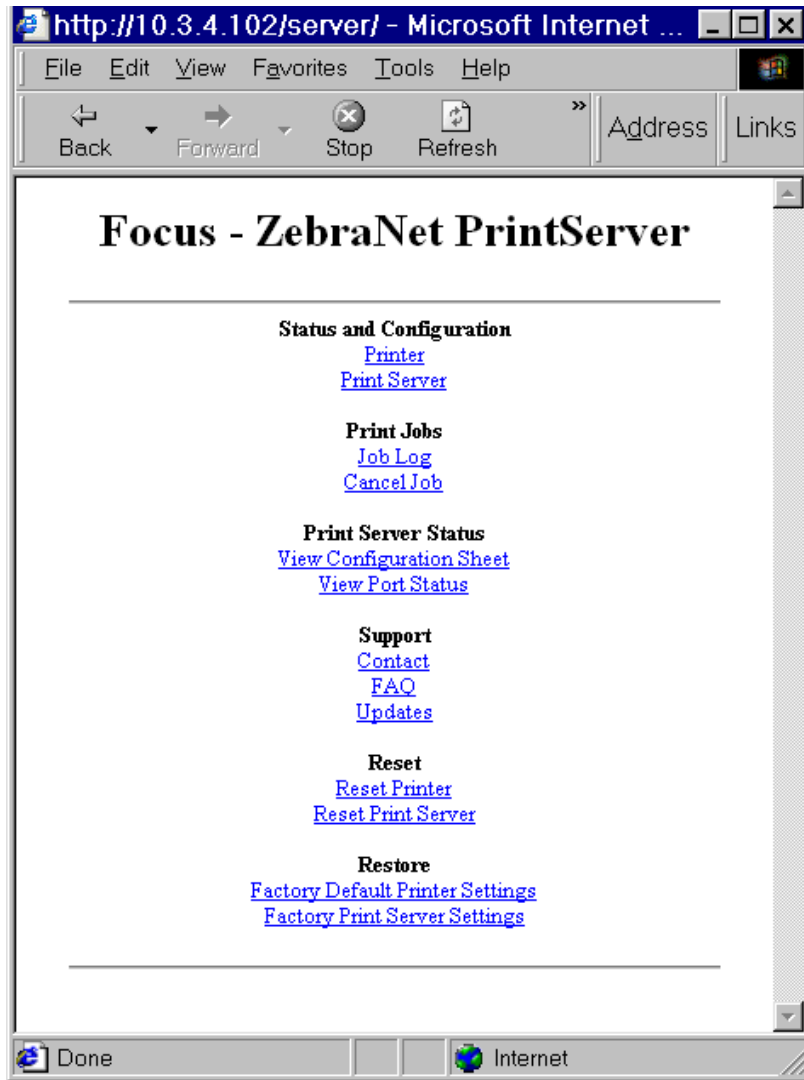 http://10.3.4.102/server/ - Microsoft Internet ...
File Edit View Favorites Tools Help
Back Forward Stop Refresh » Address Links
Focus - ZebraNet PrintServer
Status and Configuration
Printer
Print Server
Print Jobs
Job Log
Cancel Job
Print Server Status
View Configuration Sheet
View Port Status
Support
Contact
FAQ
Updates
Reset
Reset Printer
Reset Print Server
Restore
Factory Default Printer Settings
Factory Print Server Settings
Done Internet